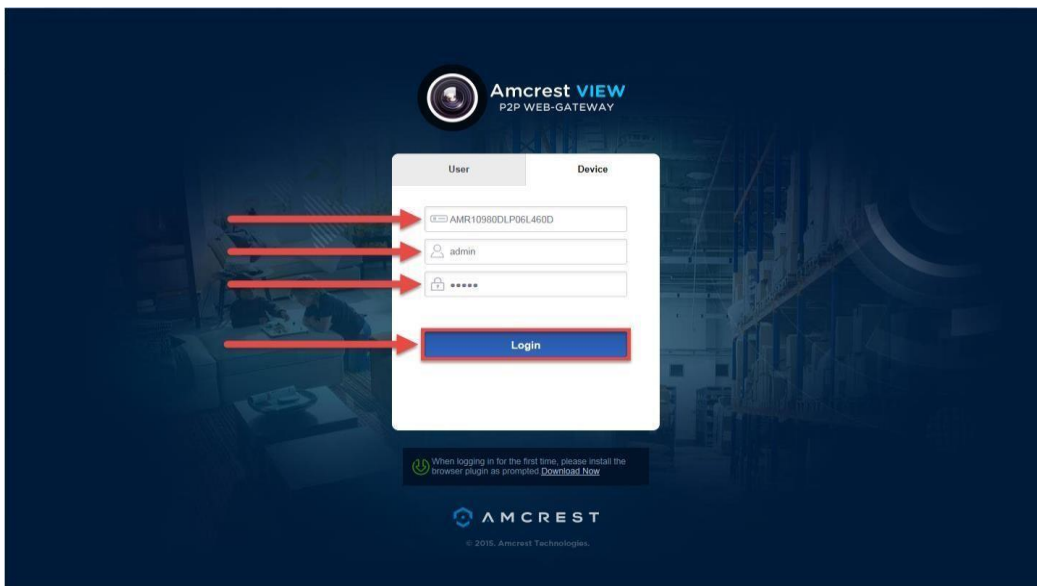 Amcrest VIEW
P2P WEB-GATEWAY
User
Device
AMR10980DLP06L460D
admin
•••••
Login
When logging in for the first time, please install the
browser plugin as prompted Download Now
AMCREST
© 2015. Amcrest Technologies.